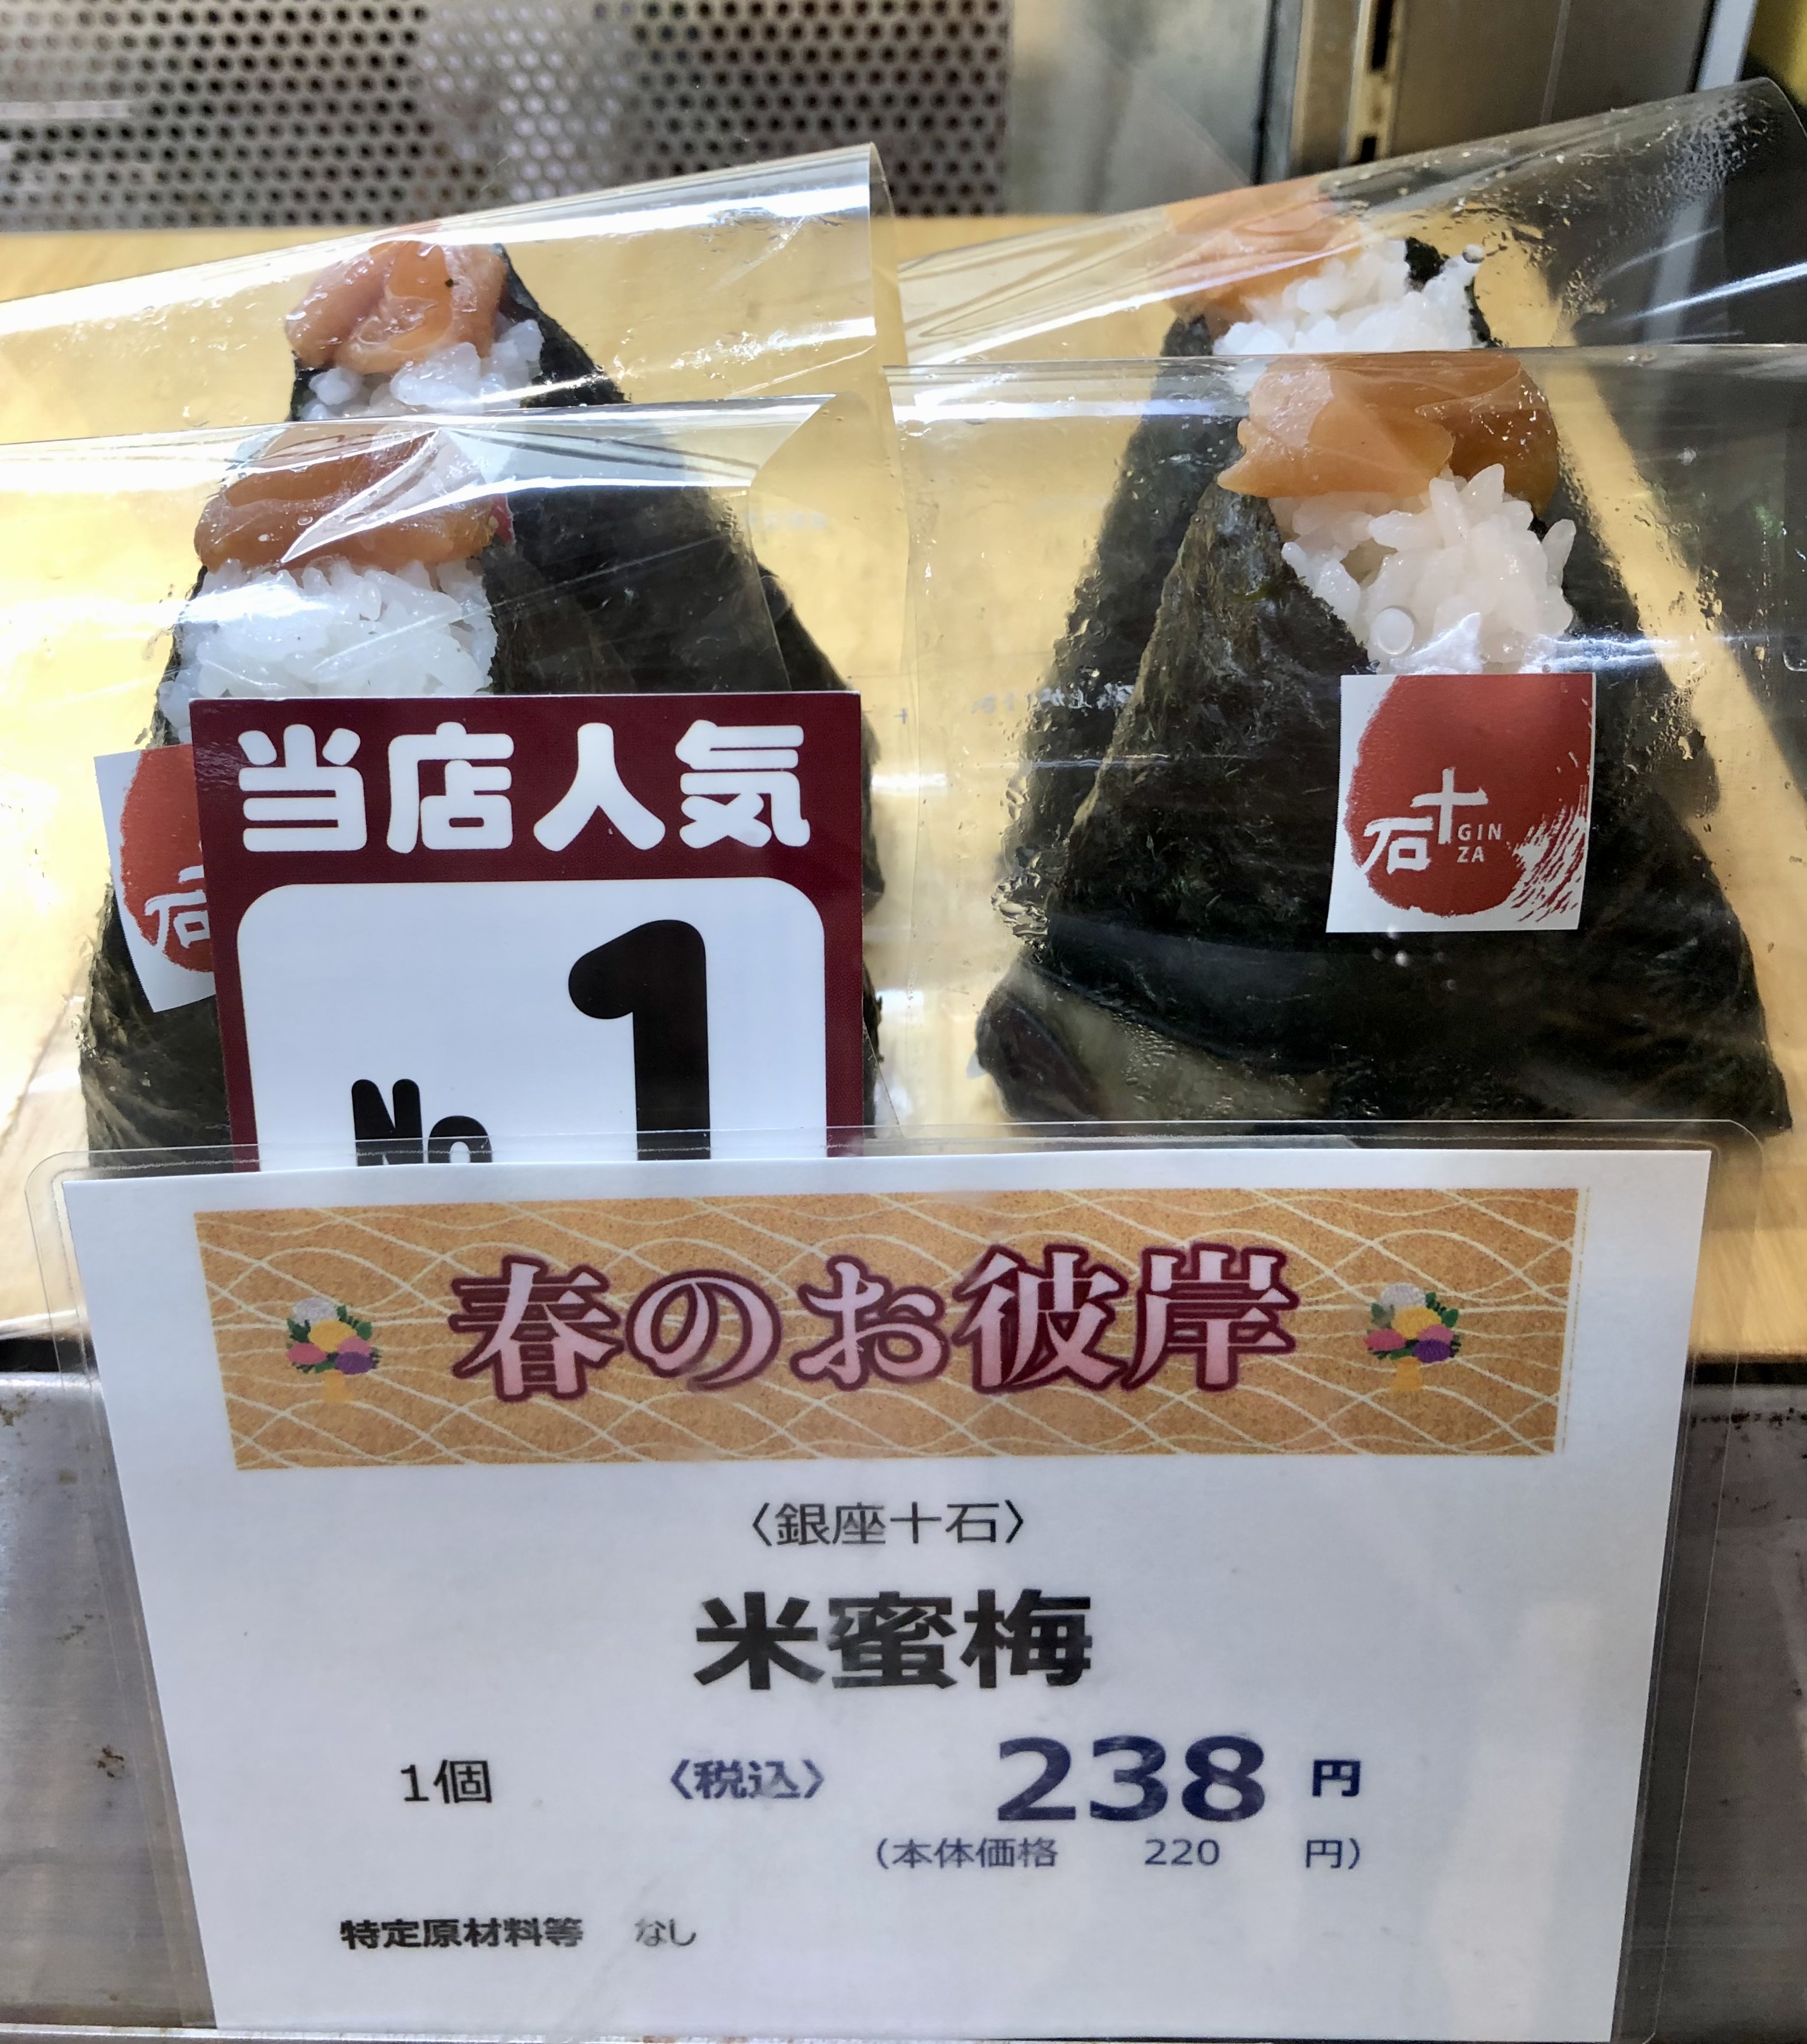 当店人気
No 1
石
十
石
GIN
ZA
春のお彼岸
〈銀座十石〉
米蜜梅
1個 〈税込〉 238 円
(本体価格 220 円)
特定原材料等 なし